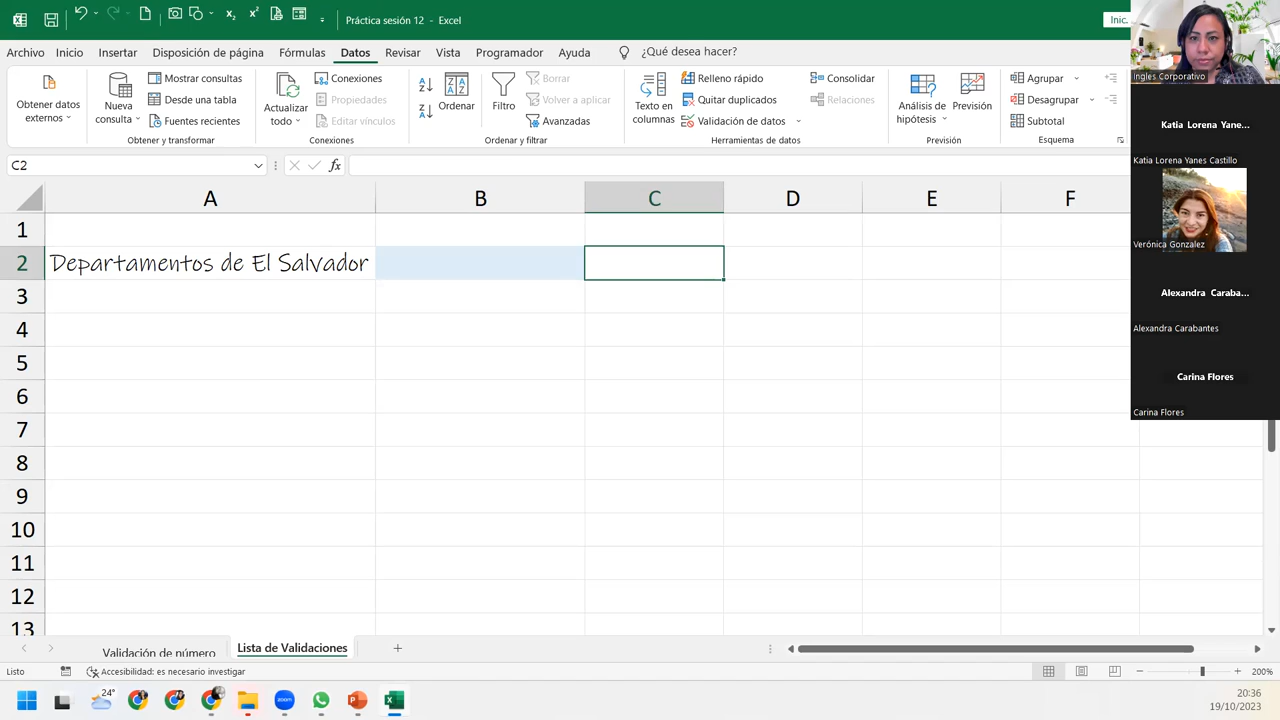 Práctica sesión 12 - Excel
Inic.
Archivo Inicio Insertar Disposición de página Fórmulas Datos Revisar Vista Programador Ayuda ¿Qué desea hacer?
Obtener datos externos
Nueva consulta
Mostrar consultas
Desde una tabla
Fuentes recientes
Obtener y transformar
Actualizar todo
Conexiones
Propiedades
Editar vínculos
Conexiones
Ordenar
Filtro
Borrar
Volver a aplicar
Avanzadas
Ordenar y filtrar
Texto en columnas
Relleno rápido
Quitar duplicados
Validación de datos
Consolidar
Relaciones
Herramientas de datos
Análisis de hipótesis
Previsión
Previsión
Agrupar
Desagrupar
Subtotal
Esquema
C2
fx
A B C D E F
1
2 Departamentos de El Salvador
3
4
5
6
7
8
9
10
11
12
13
Ingles Corporativo
Katia Lorena Yane...
Katia Lorena Yanes Castillo
Verónica Gonzalez
Alexandra Caraba...
Alexandra Carabantes
Carina Flores
Carina Flores
Validación de número Lista de Validaciones
Listo Accesibilidad: es necesario investigar 200%
24°
zoom
20:36
19/10/2023